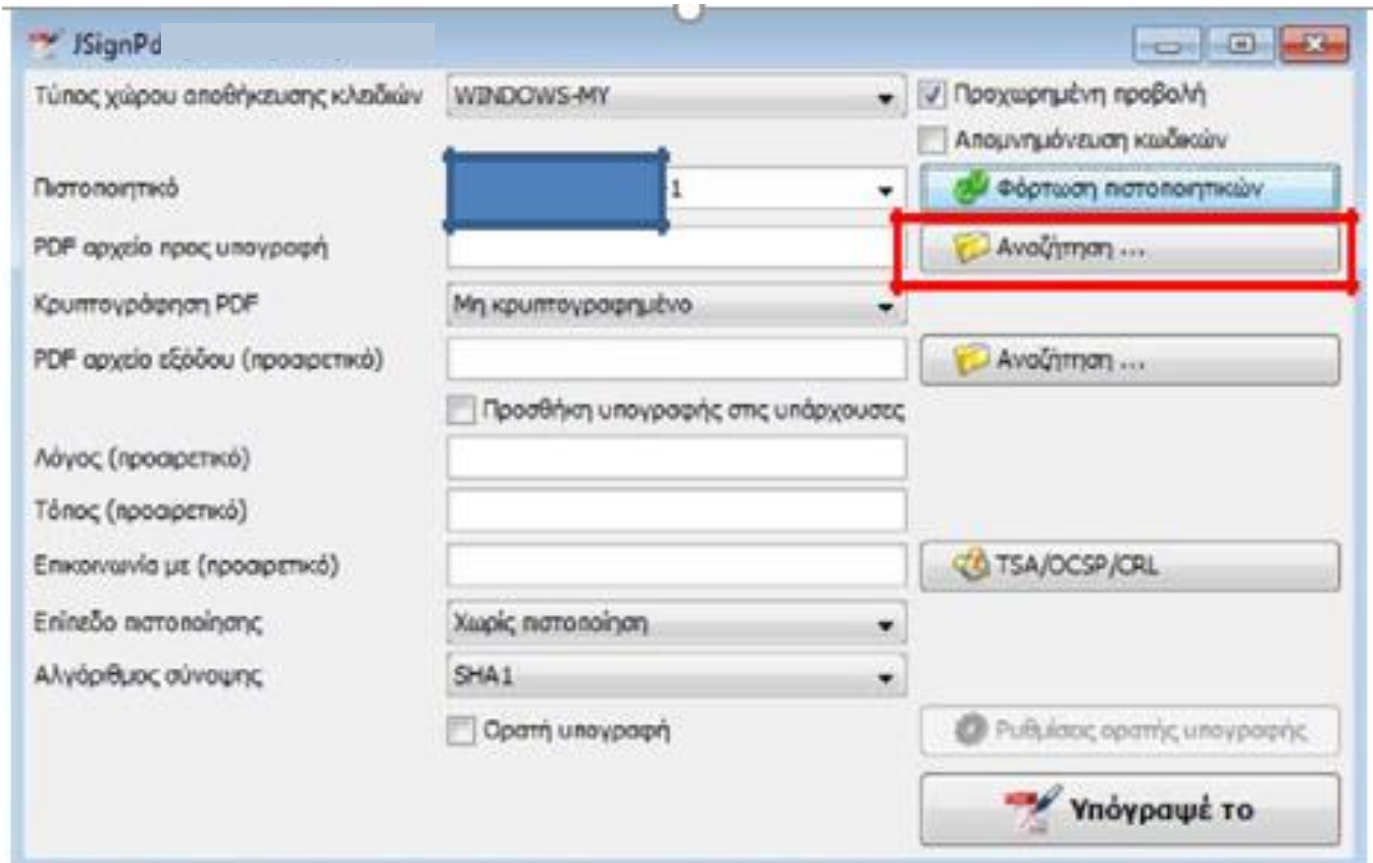 JSignPd
Τύπος χώρου αποθήκευσης κλειδιών WINDOWS-MY Προχωρημένη προβολή
Απομνημόνευση κωδικών
Πιστοποιητικό 1 Φόρτωση πιστοποιητικών
PDF αρχείο προς υπογραφή Αναζήτηση ...
Κρυπτογράφηση PDF Μη κρυπτογραφημένο
PDF αρχείο εξόδου (προαιρετικό) Αναζήτηση ...
Προσθήκη υπογραφής στις υπάρχουσες
Λόγος (προαιρετικό)
Τόπος (προαιρετικό)
Επικοινωνία με (προαιρετικό) TSA/OCSP/CRL
Επίπεδο πιστοποίησης Χωρίς πιστοποίηση
Αλγόριθμος σύνοψης SHA1
Ορατή υπογραφή Ρυθμίσεις ορατής υπογραφής
Υπόγραψέ το